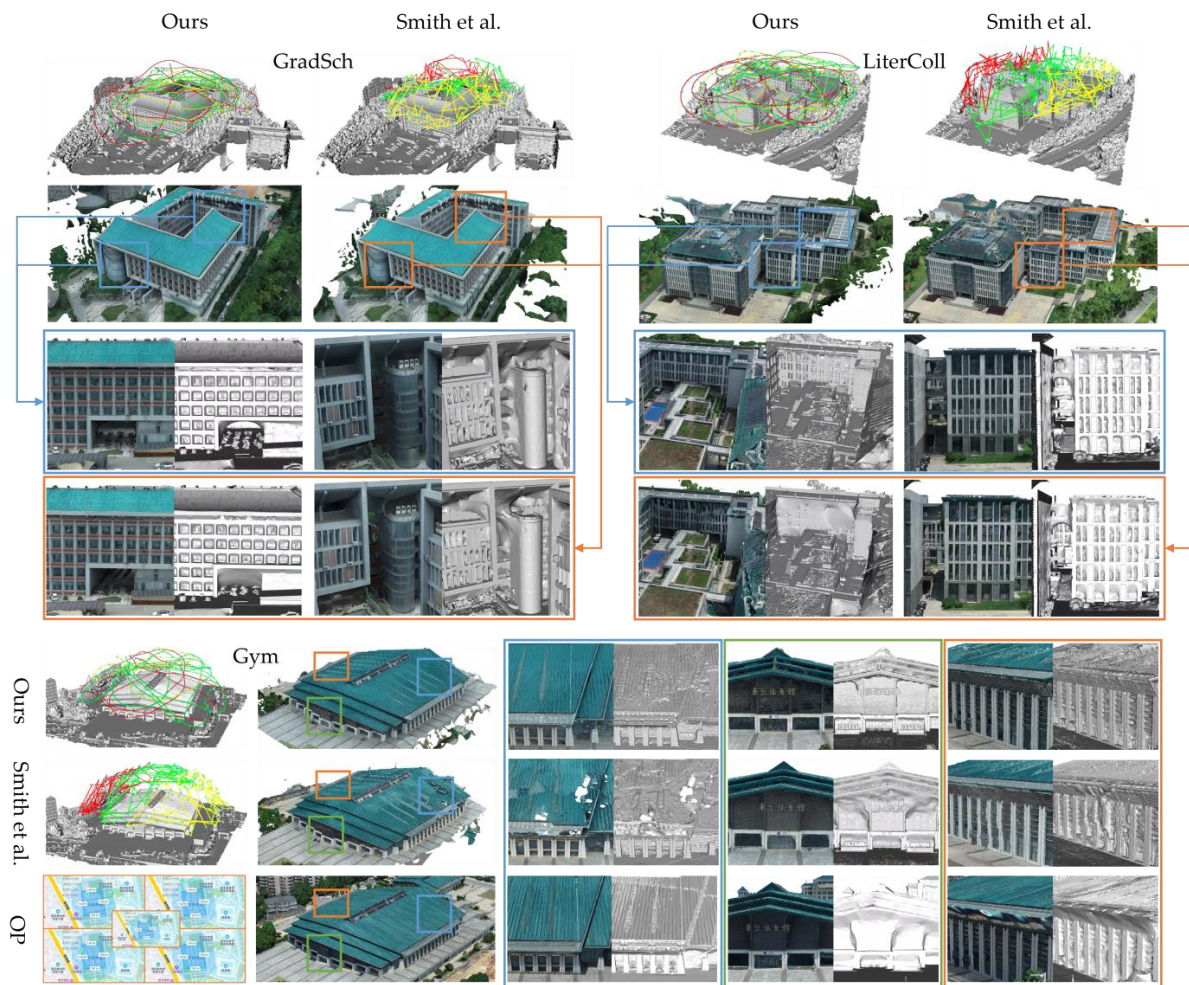 Ours
Smith et al.
Ours
Smith et al.
GradSch
LiterColl
Gym
Ours
Smith et al.
OP